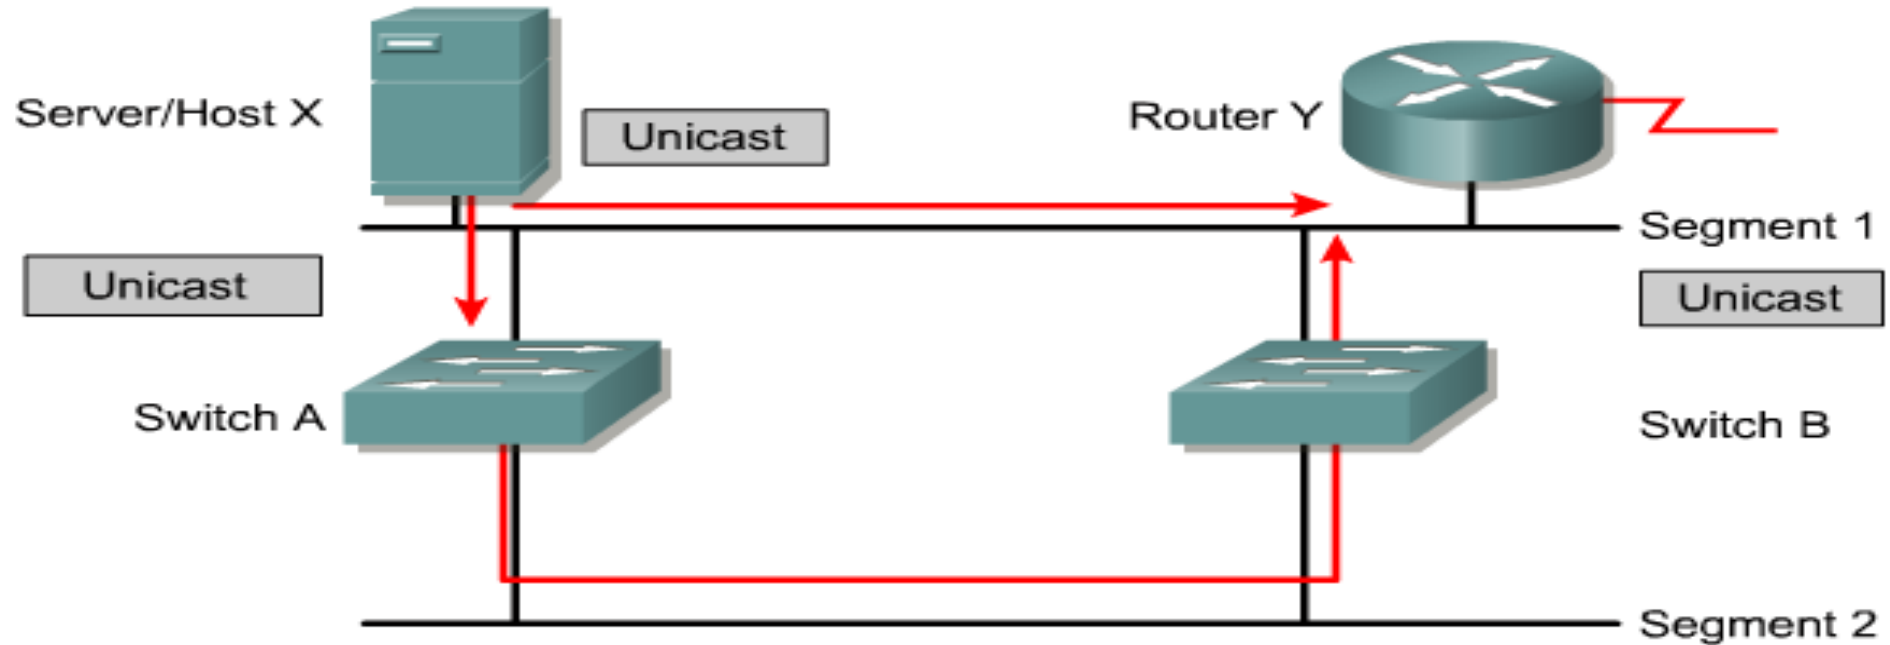 Server/Host X
Unicast
Router Y
Segment 1
Unicast
Unicast
Switch A
Switch B
Segment 2